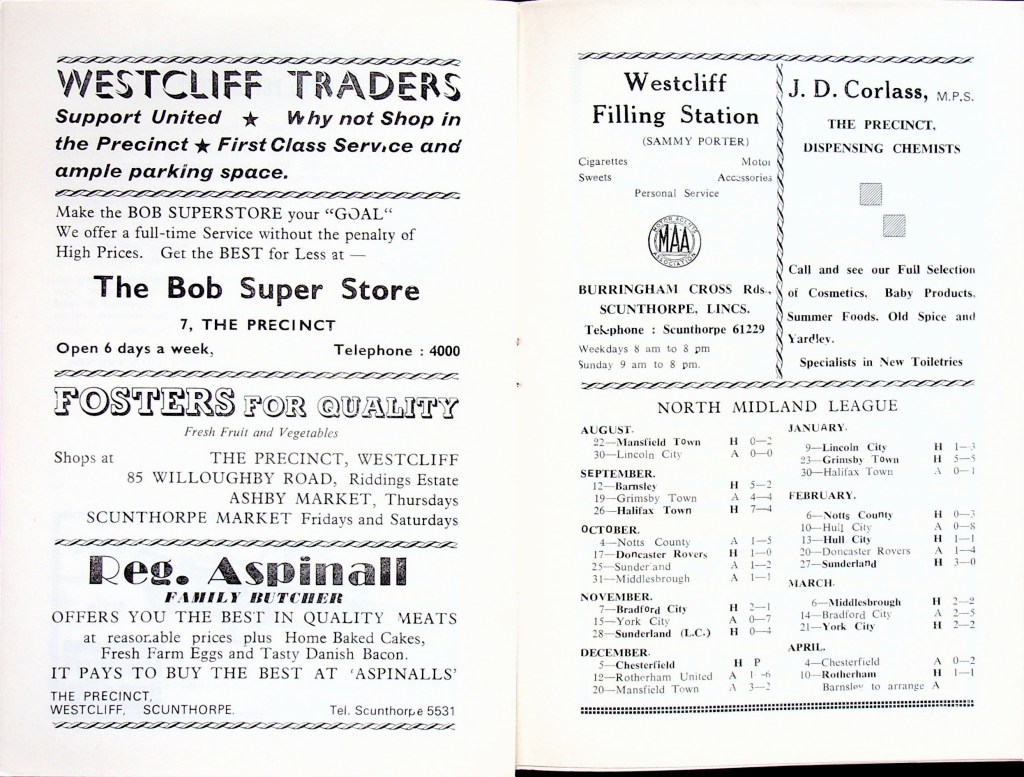 WESTCLIFF TRADERS
Support United ★ Why not Shop in
the Precinct ★ First Class Service and
ample parking space.
Make the BOB SUPERSTORE your "GOAL"
We offer a full-time Service without the penalty of
High Prices. Get the BEST for Less at —
The Bob Super Store
7, THE PRECINCT
Open 6 days a week, Telephone : 4000
FOSTERS FOR QUALITY
Fresh Fruit and Vegetables
Shops at THE PRECINCT, WESTCLIFF
85 WILLOUGHBY ROAD, Riddings Estate
ASHBY MARKET, Thursdays
SCUNTHORPE MARKET Fridays and Saturdays
Reg. Aspinall
FAMILY BUTCHER
OFFERS YOU THE BEST IN QUALITY MEATS
at reasonable prices plus Home Baked Cakes,
Fresh Farm Eggs and Tasty Danish Bacon.
IT PAYS TO BUY THE BEST AT 'ASPINALLS'
THE PRECINCT,
WESTCLIFF, SCUNTHORPE. Tel. Scunthorpe 5531
Westcliff
Filling Station
(SAMMY PORTER)
Cigarettes Motor
Sweets Accessories
Personal Service
MOTOR AGENTS
MAA
ASSOCIATION
BURRINGHAM CROSS Rds.,
SCUNTHORPE, LINCS.
Telephone : Scunthorpe 61229
Weekdays 8 am to 8 pm
Sunday 9 am to 8 pm.
J. D. Corlass, M.P.S.
THE PRECINCT.
DISPENSING CHEMISTS
Call and see our Full Selection
of Cosmetics, Baby Products,
Summer Foods, Old Spice and
Yardley.
Specialists in New Toiletries
NORTH MIDLAND LEAGUE
AUGUST.
22—Mansfield Town H 0—2
30—Lincoln City A 0—0
SEPTEMBER.
12—Barnsley H 5—2
19—Grimsby Town A 4—4
26—Halifax Town H 7—4
OCTOBER.
4—Notts County A 1—5
17—Doncaster Rovers H 1—0
25—Sunderland A 1—2
31—Middlesbrough A 1—1
NOVEMBER.
7—Bradford City H 2—1
15—York City A 0—7
28—Sunderland (L.C.) H 0—4
DECEMBER.
5—Chesterfield H P
12—Rotherham United A 1—6
20—Mansfield Town A 3—2
JANUARY.
9—Lincoln City H 1—3
23—Grimsby Town H 5—5
30—Halifax Town A 0—1
FEBRUARY.
6—Notts County H 0—3
10—Hull City A 0—8
13—Hull City H 1—1
20—Doncaster Rovers A 1—4
27—Sunderland H 3—0
MARCH.
6—Middlesbrough H 2—2
14—Bradford City A 2—5
21—York City H 2—2
APRIL.
4—Chesterfield A 0—2
10—Rotherham H 1—1
Barnsley to arrange A